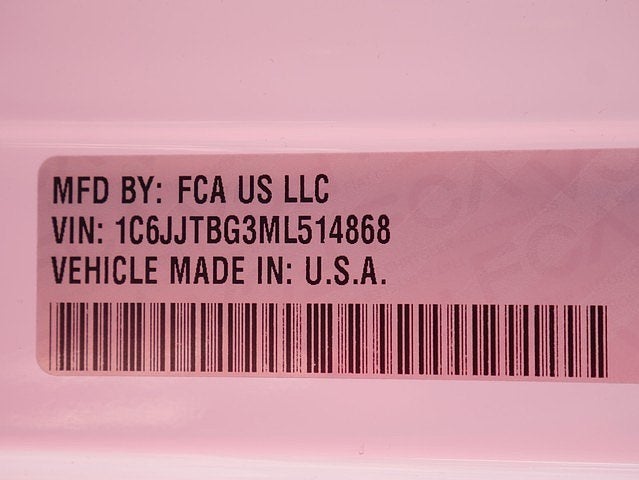 MFD BY: FCA US LLC
VIN: 1C6JJTBG3ML514868
VEHICLE MADE IN: U.S.A.